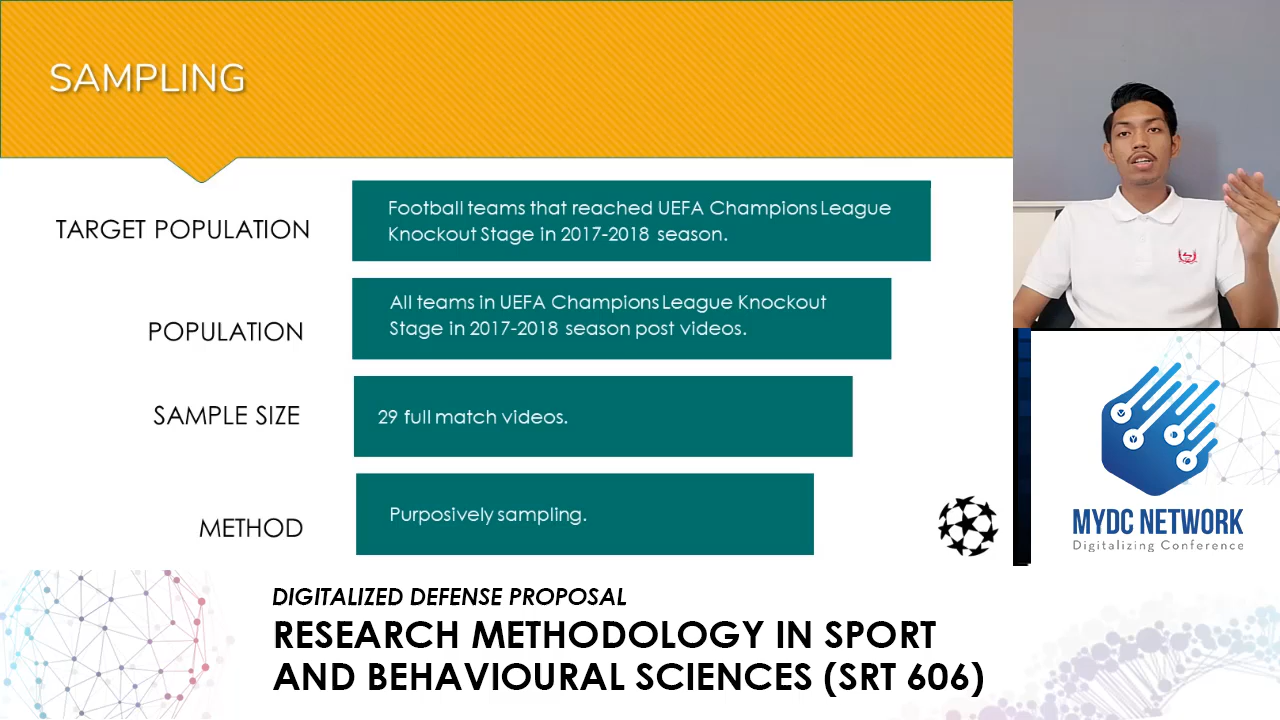 SAMPLING
TARGET POPULATION
Football teams that reached UEFA Champions League
Knockout Stage in 2017-2018 season.
POPULATION
All teams in UEFA Champions League Knockout
Stage in 2017-2018 season post videos.
SAMPLE SIZE
29 full match videos.
METHOD
Purposively sampling.
MYDC NETWORK
Digitalizing Conference
DIGITALIZED DEFENSE PROPOSAL
RESEARCH METHODOLOGY IN SPORT
AND BEHAVIOURAL SCIENCES (SRT 606)